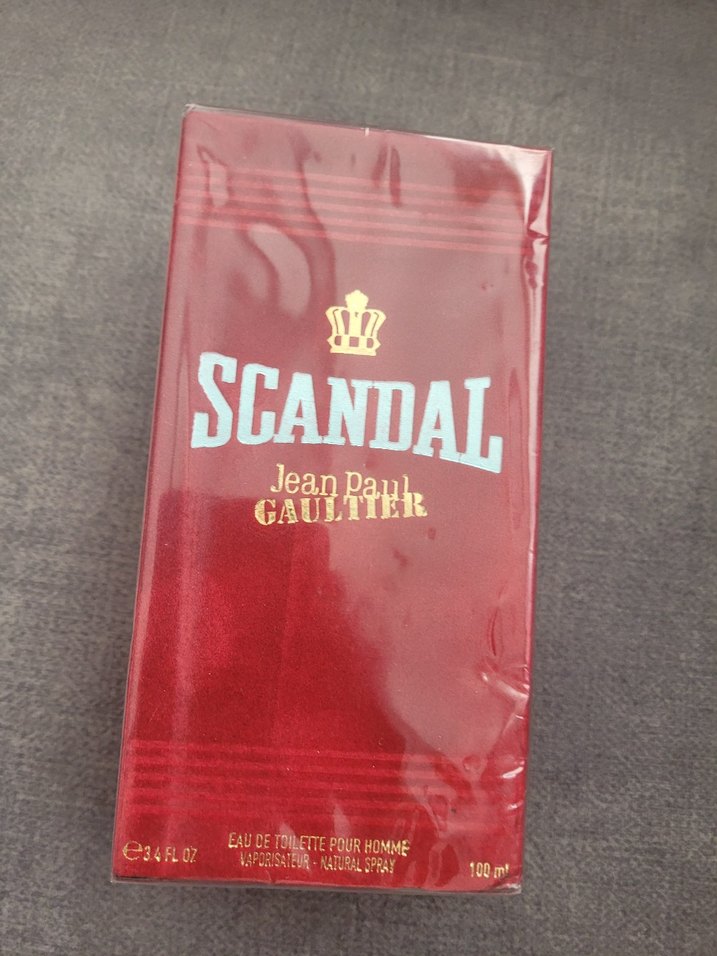 SCANDAL
Jean Paul
GAULTIER
EAU DE TOILETTE POUR HOMME
VAPORISATEUR - NATURAL SPRAY
℮ 3.4 FL OZ
100 ml